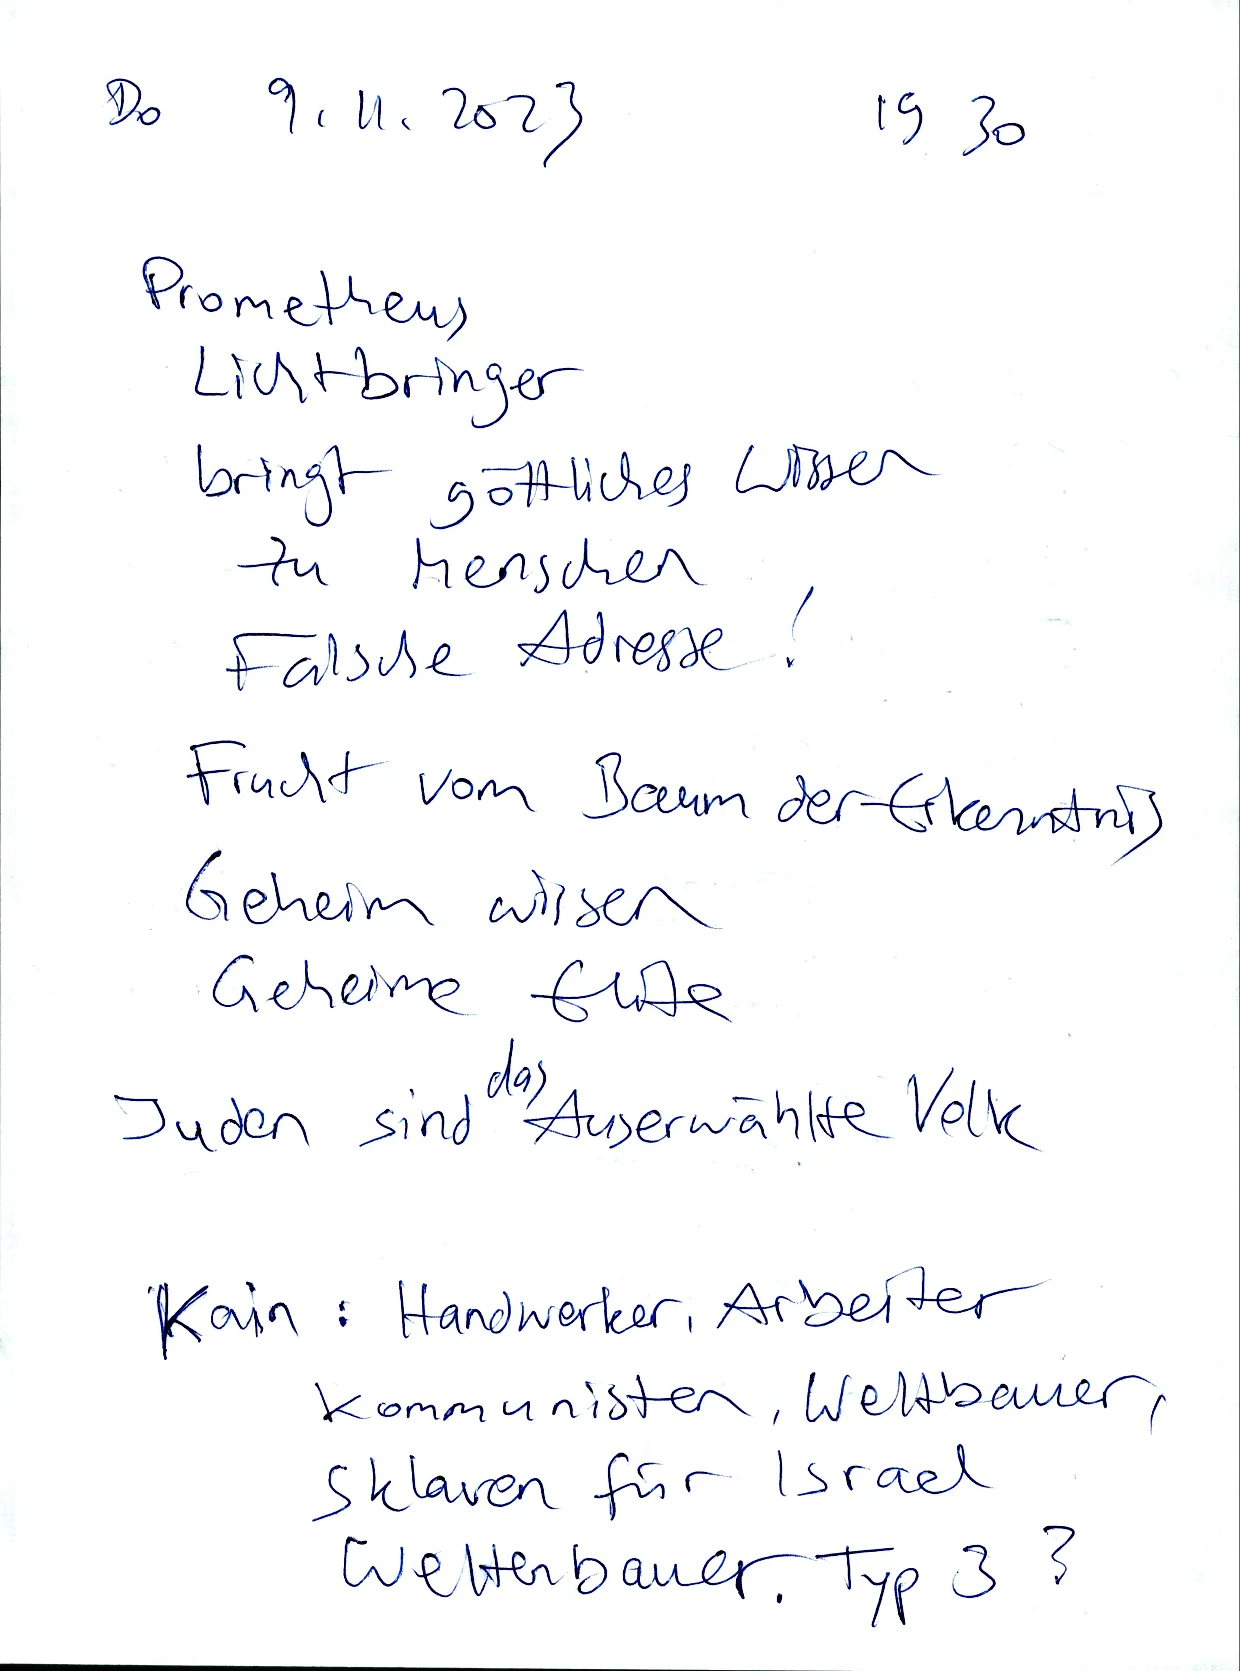 Do 9.11.2023 19 30
Prometheus
Lichtbringer
bringt göttliches Wissen
zu Menschen
Falsche Adresse!
Frucht vom Baum der Erkenntnis
Geheim wissen
Geheime Elite
Juden sind das Auserwählte Volk
Kain: Handwerker, Arbeiter
Kommunisten, Weltbauer,
Sklaven für Israel
Weltenbauer. Typ 3 ?